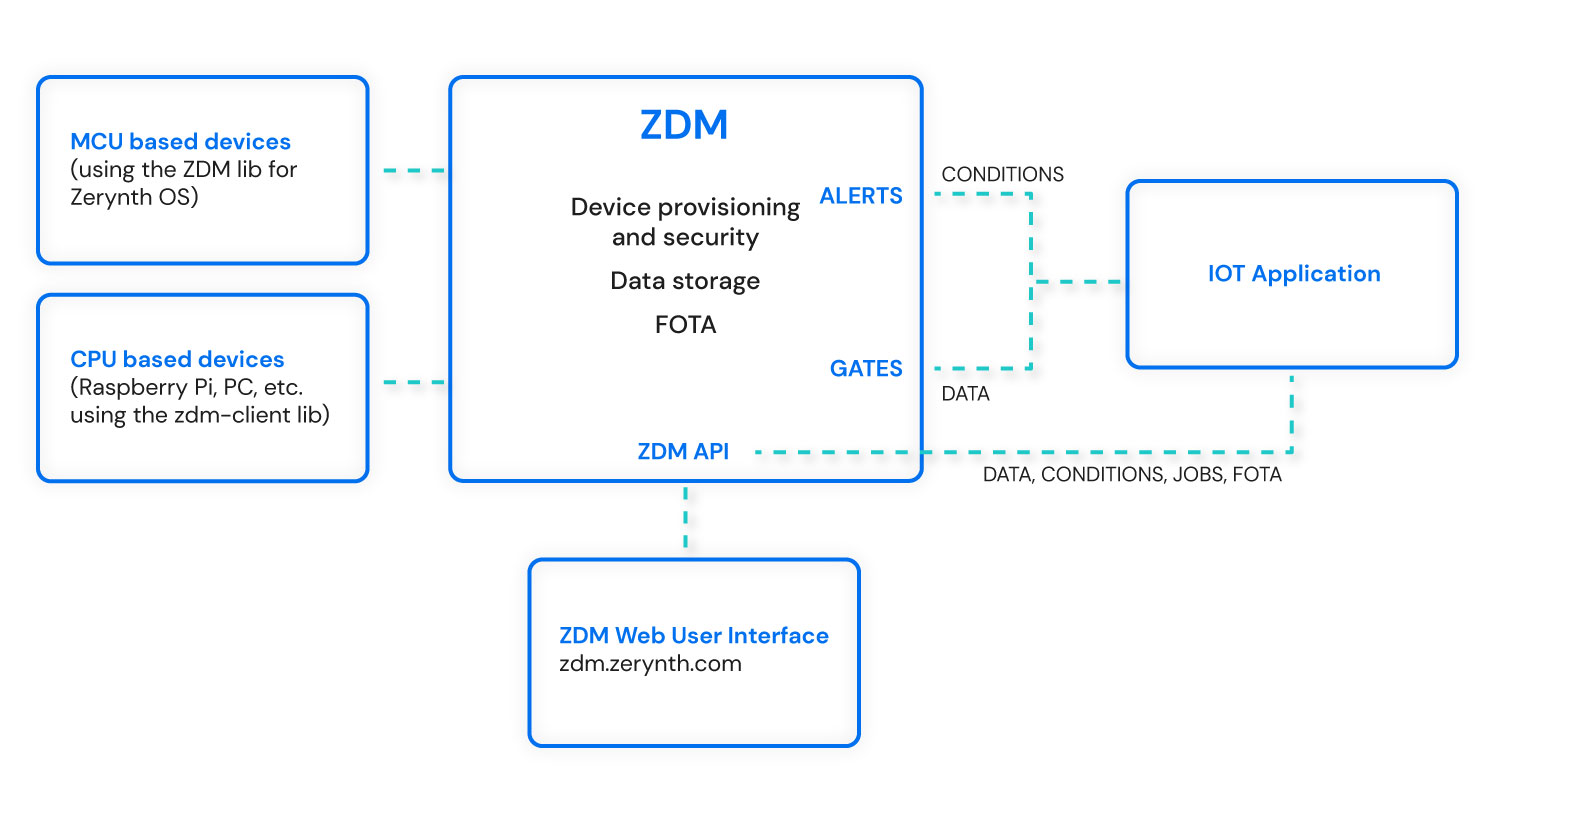 MCU based devices
(using the ZDM lib for
Zerynth OS)
CPU based devices
(Raspberry Pi, PC, etc.
using the zdm-client lib)
ZDM
Device provisioning
and security
Data storage
FOTA
ALERTS
GATES
ZDM API
CONDITIONS
DATA
IOT Application
DATA, CONDITIONS, JOBS, FOTA
ZDM Web User Interface
zdm.zerynth.com